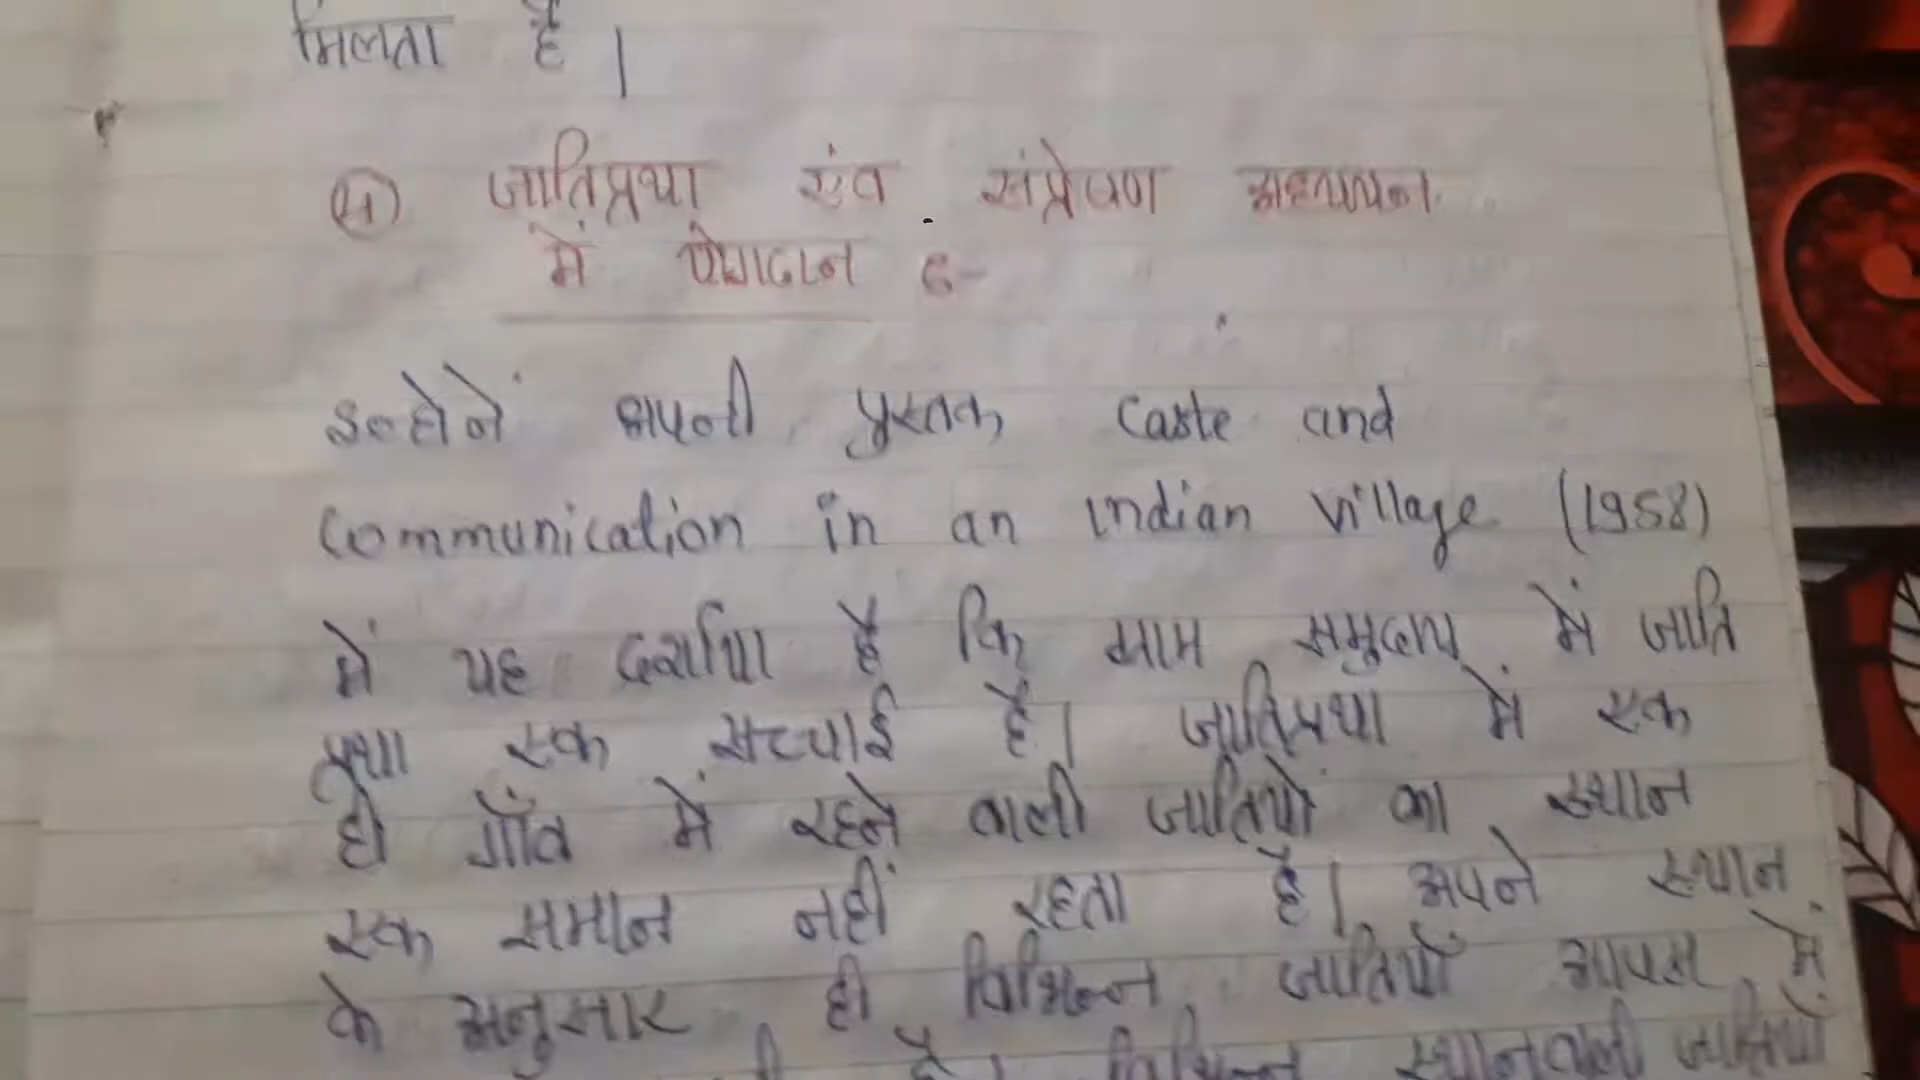 मिलता है |
(4) जातिप्रथा एंव संप्रेषण अध्ययन
में योगदान :-
इन्होने अपनी पुस्तक Caste and
Communication in an Indian Village (1958)
में यह दर्शाया है कि ग्राम समुदाय में जाति
प्रथा एक सच्चाई है | जातिप्रथा में एक
ही गाँव में रहने वाली जातियों का स्थान
एक समान नहीं रहता है | अपने स्थान
के अनुसार ही विभिन्न जातियाँ आपस में
है | विभिन्न स्थानवाली जातियों